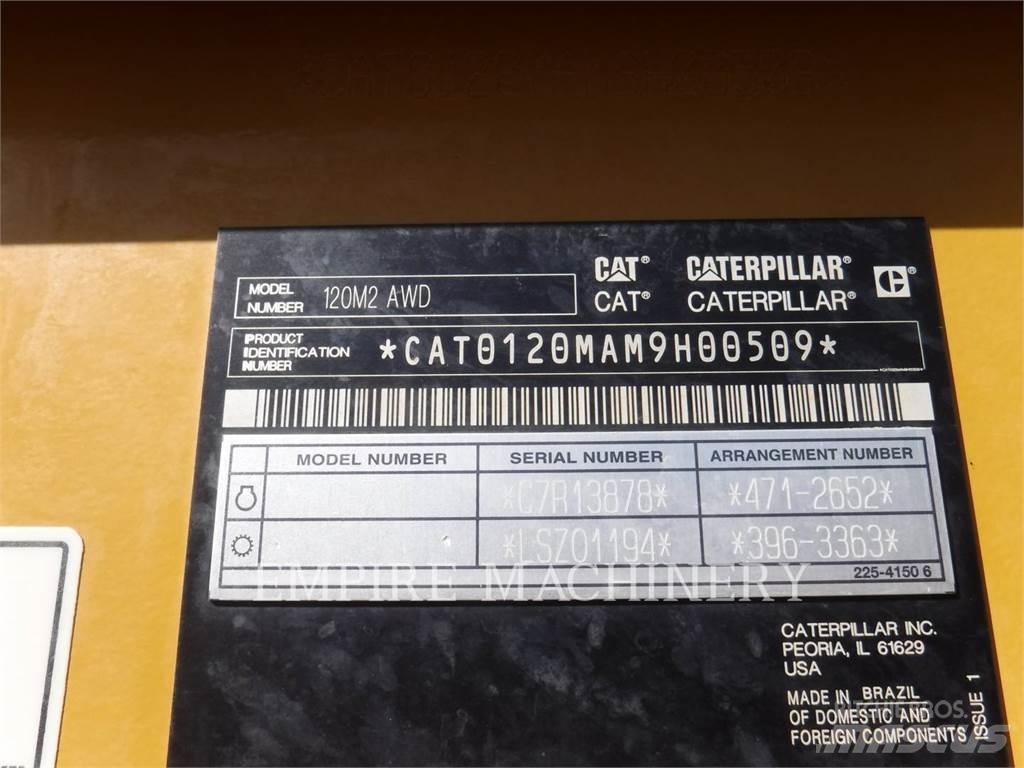 MODEL NUMBER 120M2 AWD
CAT® CATERPILLAR®
CAT® CATERPILLAR®
PRODUCT
IDENTIFICATION
NUMBER
*CAT0120MAM9H00509*
MODEL NUMBER SERIAL NUMBER ARRANGEMENT NUMBER
*C7R13878* *471-2652*
*LSZ01194* *396-3363*
225-4150 6
EMPIRE MACHINERY
CATERPILLAR INC.
PEORIA, IL 61629
USA
MADE IN BRAZIL
OF DOMESTIC AND
FOREIGN COMPONENTS
ISSUE 1
MASCUS